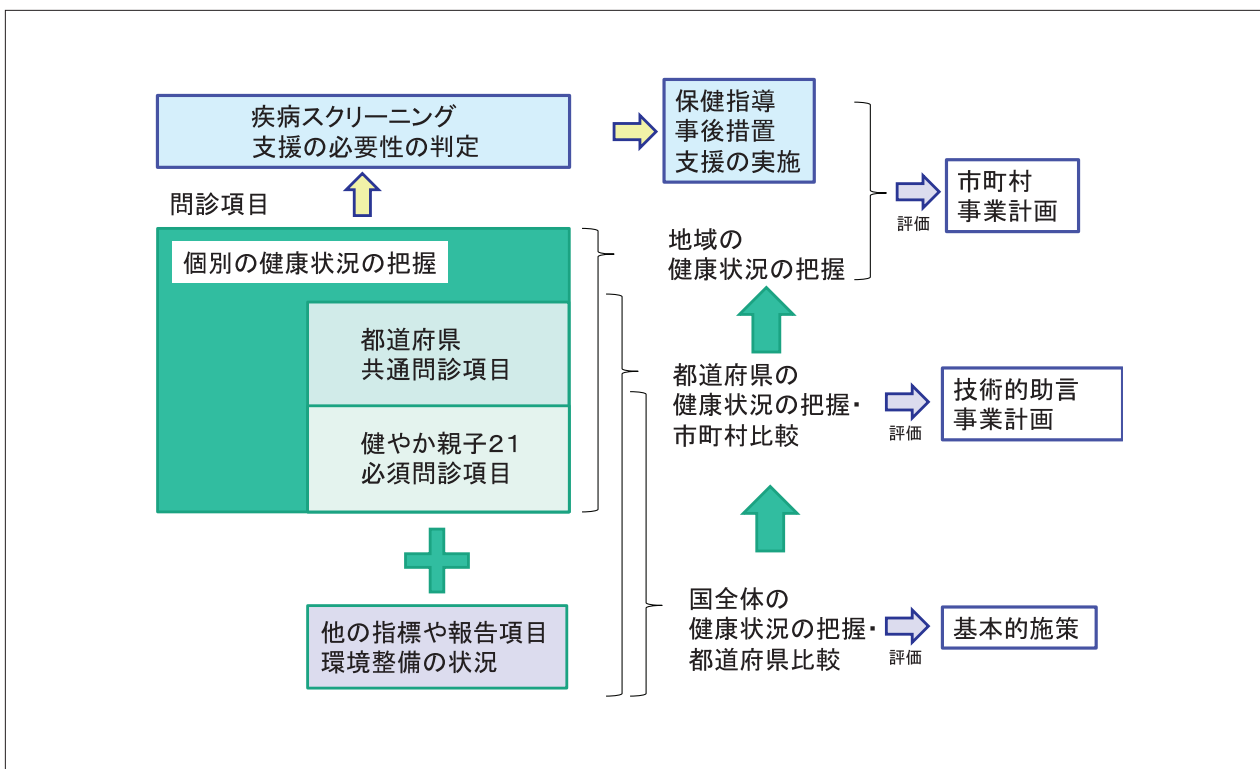 疾病スクリーニング
支援の必要性の判定
保健指導
事後措置
支援の実施
市町村
事業計画
評価
問診項目
個別の健康状況の把握
地域の
健康状況の把握
都道府県
共通問診項目
都道府県の
健康状況の把握・
市町村比較
評価
技術的助言
事業計画
健やか親子21
必須問診項目
他の指標や報告項目
環境整備の状況
国全体の
健康状況の把握・
都道府県比較
評価
基本的施策